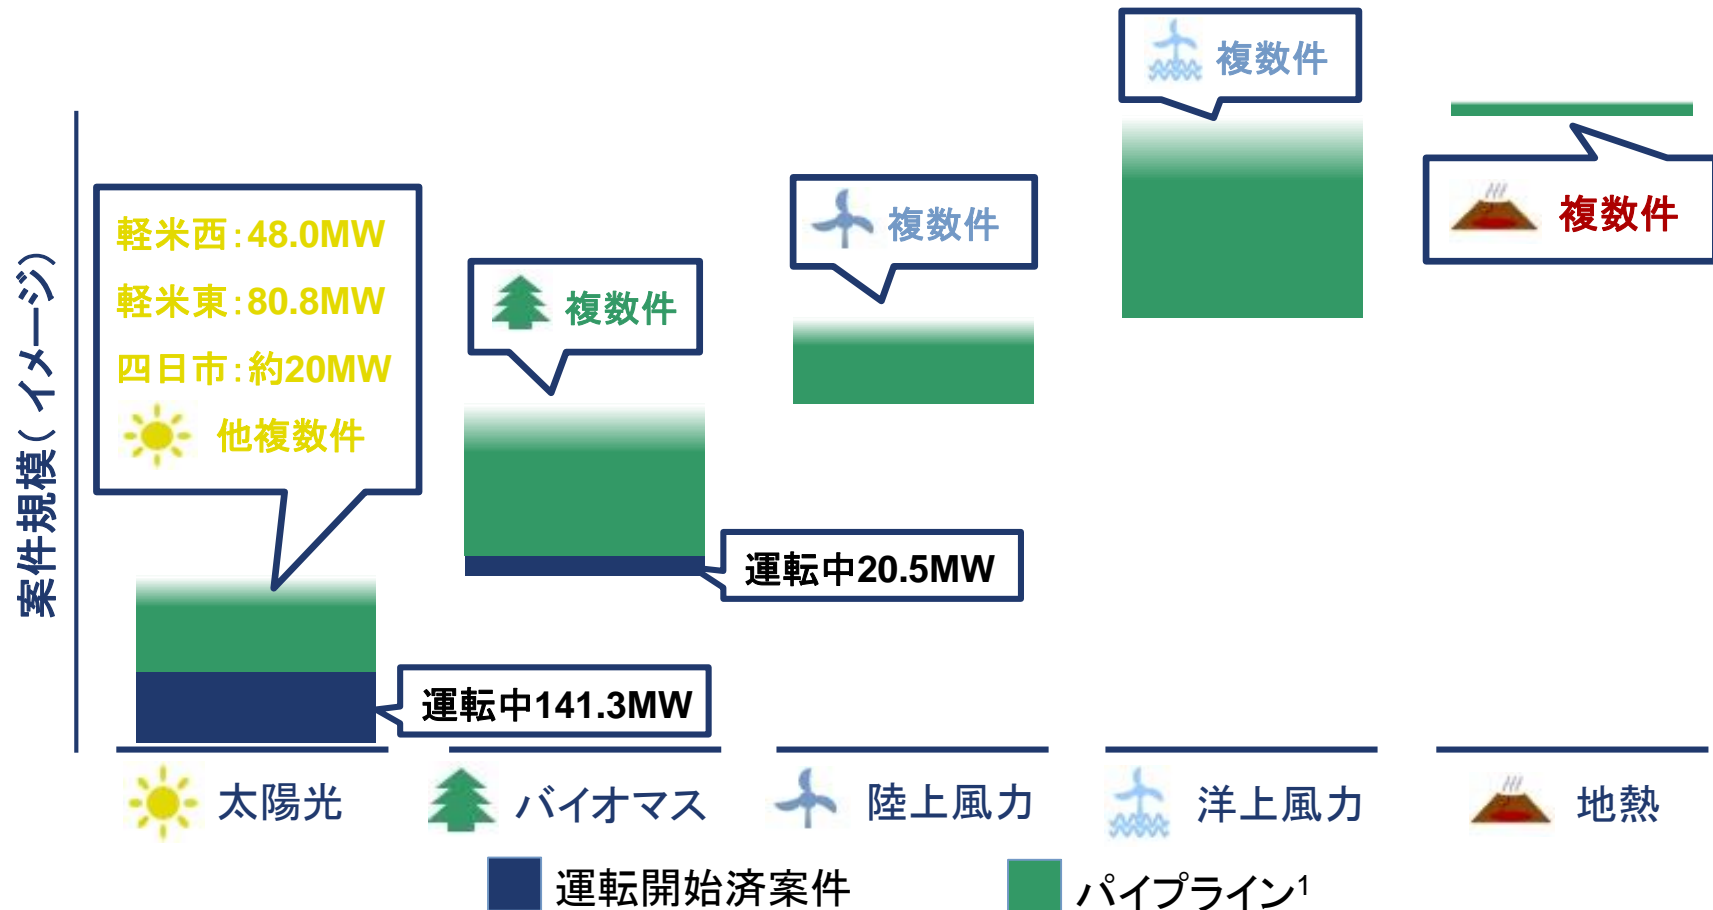 案件規模(イメージ)
軽米西:48.0MW
軽米東:80.8MW
四日市:約20MW
他複数件
複数件
複数件
複数件
複数件
運転中20.5MW
運転中141.3MW
太陽光
バイオマス
陸上風力
洋上風力
地熱
運転開始済案件
パイプライン1